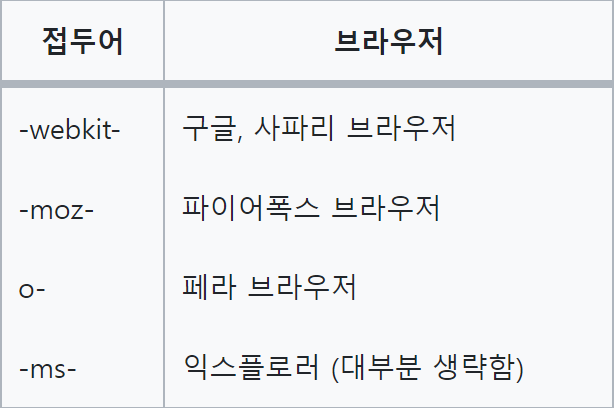 접두어 브라우저
-webkit- 구글, 사파리 브라우저
-moz- 파이어폭스 브라우저
o- 페라 브라우저
-ms- 익스플로러 (대부분 생략함)